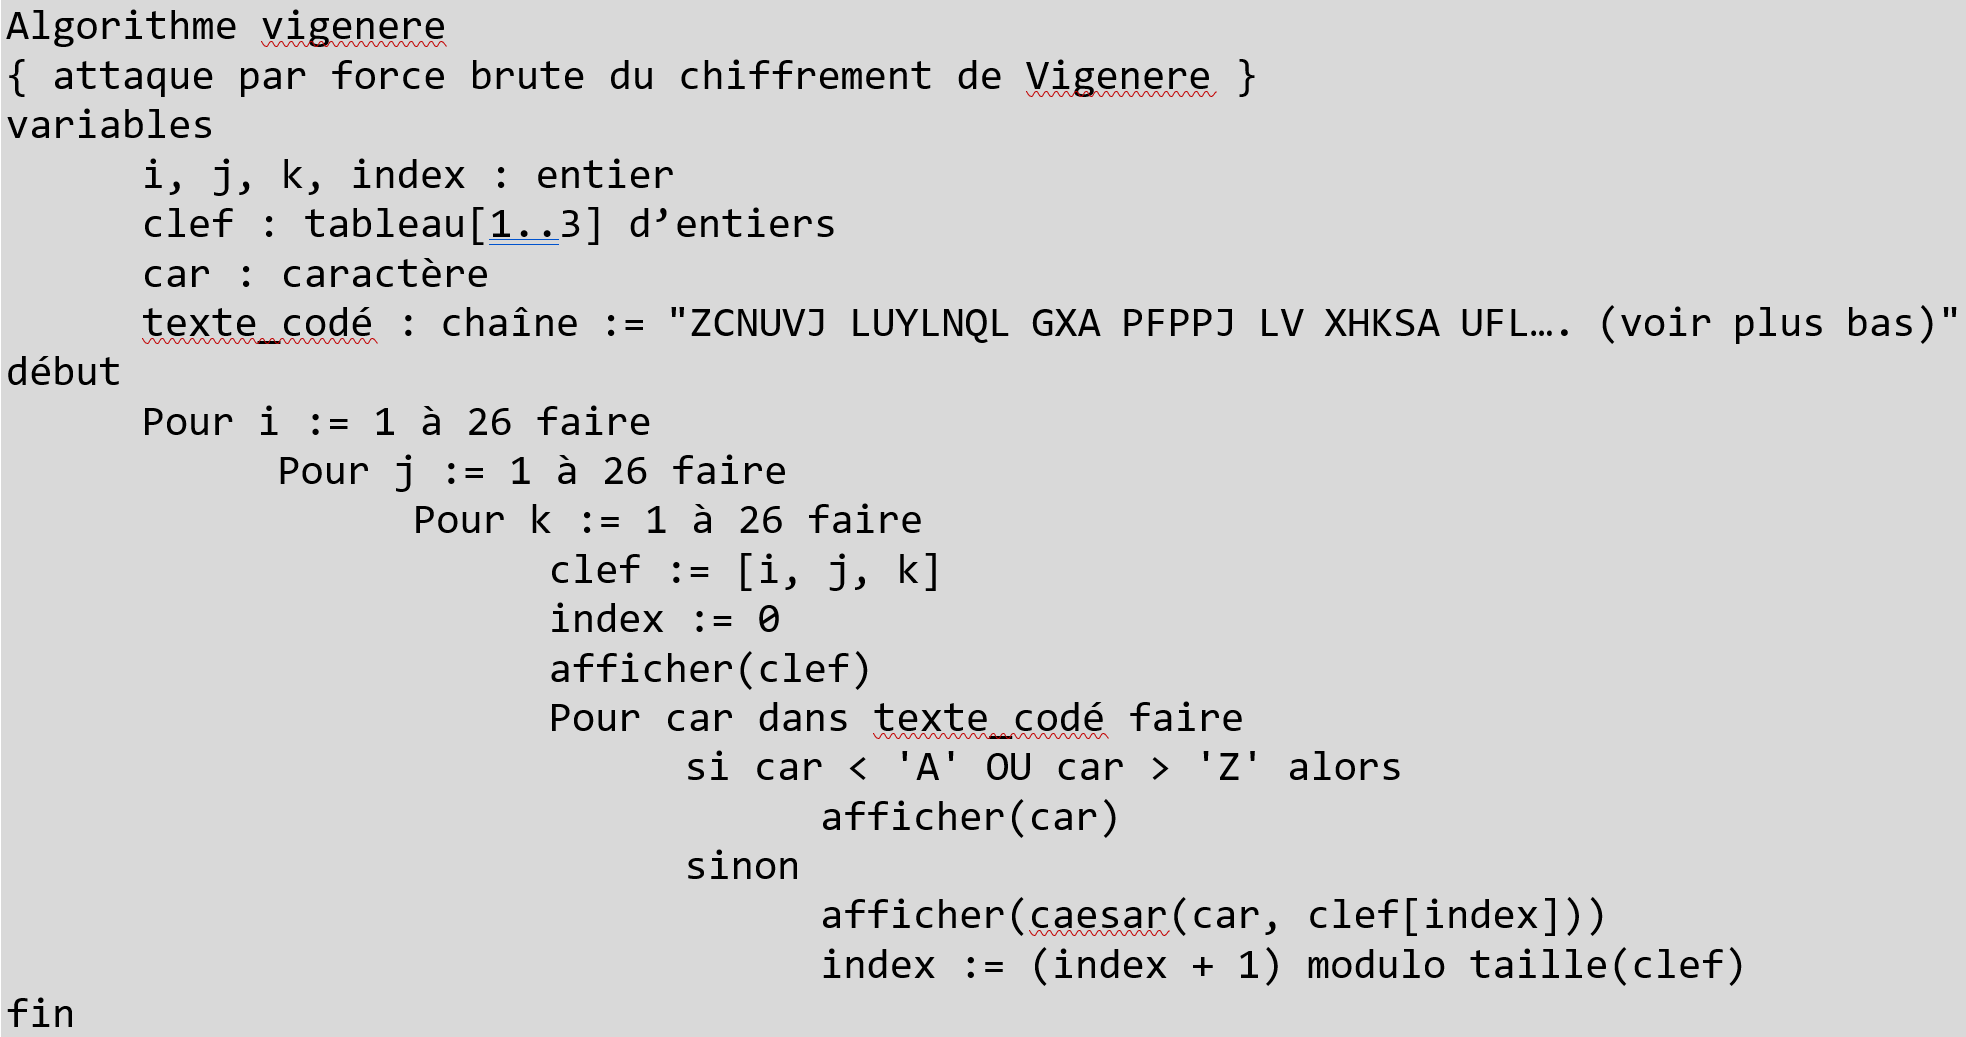 Algorithme vigenere
{ attaque par force brute du chiffrement de Vigenere }
variables
i, j, k, index : entier
clef : tableau[1..3] d’entiers
car : caractère
texte_codé : chaîne := "ZCNUVJ LUYLNQL GXA PFPPJ LV XHKSA UFL…. (voir plus bas)"
début
Pour i := 1 à 26 faire
Pour j := 1 à 26 faire
Pour k := 1 à 26 faire
clef := [i, j, k]
index := 0
afficher(clef)
Pour car dans texte_codé faire
si car < 'A' OU car > 'Z' alors
afficher(car)
sinon
afficher(caesar(car, clef[index]))
index := (index + 1) modulo taille(clef)
fin